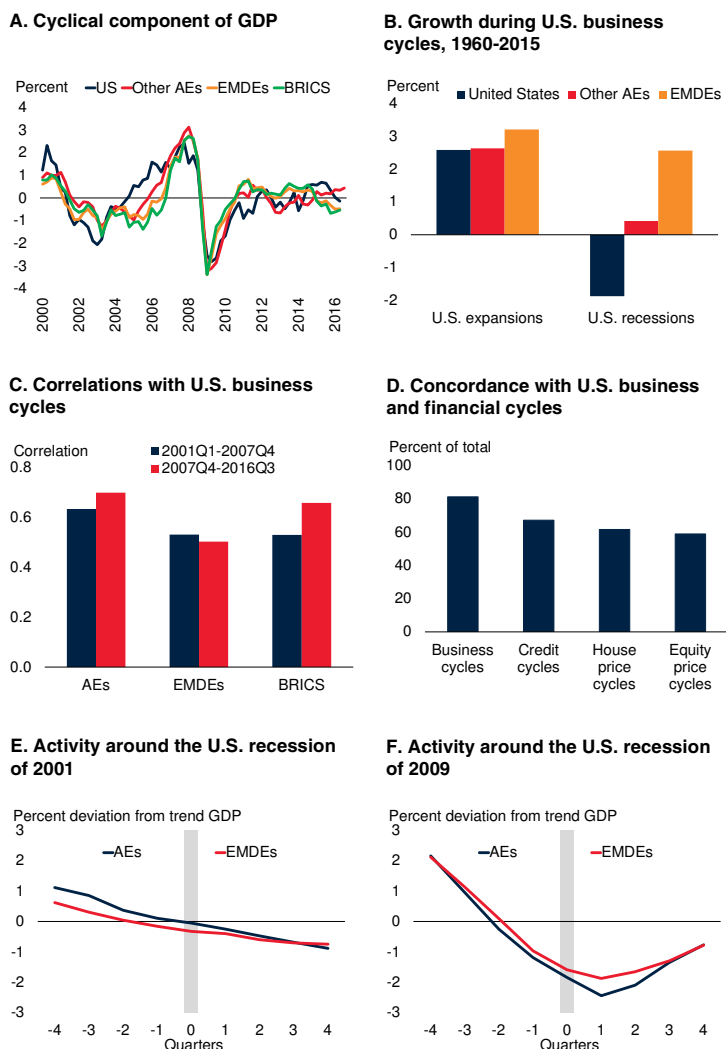 A. Cyclical component of GDP
Percent
US Other AEs EMDEs BRICS
4
3
2
1
0
-1
-2
-3
-4
2000
2002
2004
2006
2008
2010
2012
2014
2016
B. Growth during U.S. business
cycles, 1960-2015
Percent
United States Other AEs EMDEs
4
3
2
1
0
-1
-2
U.S. expansions
U.S. recessions
C. Correlations with U.S. business
cycles
Correlation
2001Q1-2007Q4
2007Q4-2016Q3
0.8
0.6
0.4
0.2
0.0
AEs
EMDEs
BRICS
D. Concordance with U.S. business
and financial cycles
Percent of total
100
80
60
40
20
0
Business
cycles
Credit
cycles
House
price
cycles
Equity
price
cycles
E. Activity around the U.S. recession
of 2001
Percent deviation from trend GDP
AEs EMDEs
3
2
1
0
-1
-2
-3
-4 -3 -2 -1 0 1 2 3 4
Quarters
F. Activity around the U.S. recession
of 2009
Percent deviation from trend GDP
AEs EMDEs
3
2
1
0
-1
-2
-3
-4 -3 -2 -1 0 1 2 3 4
Quarters